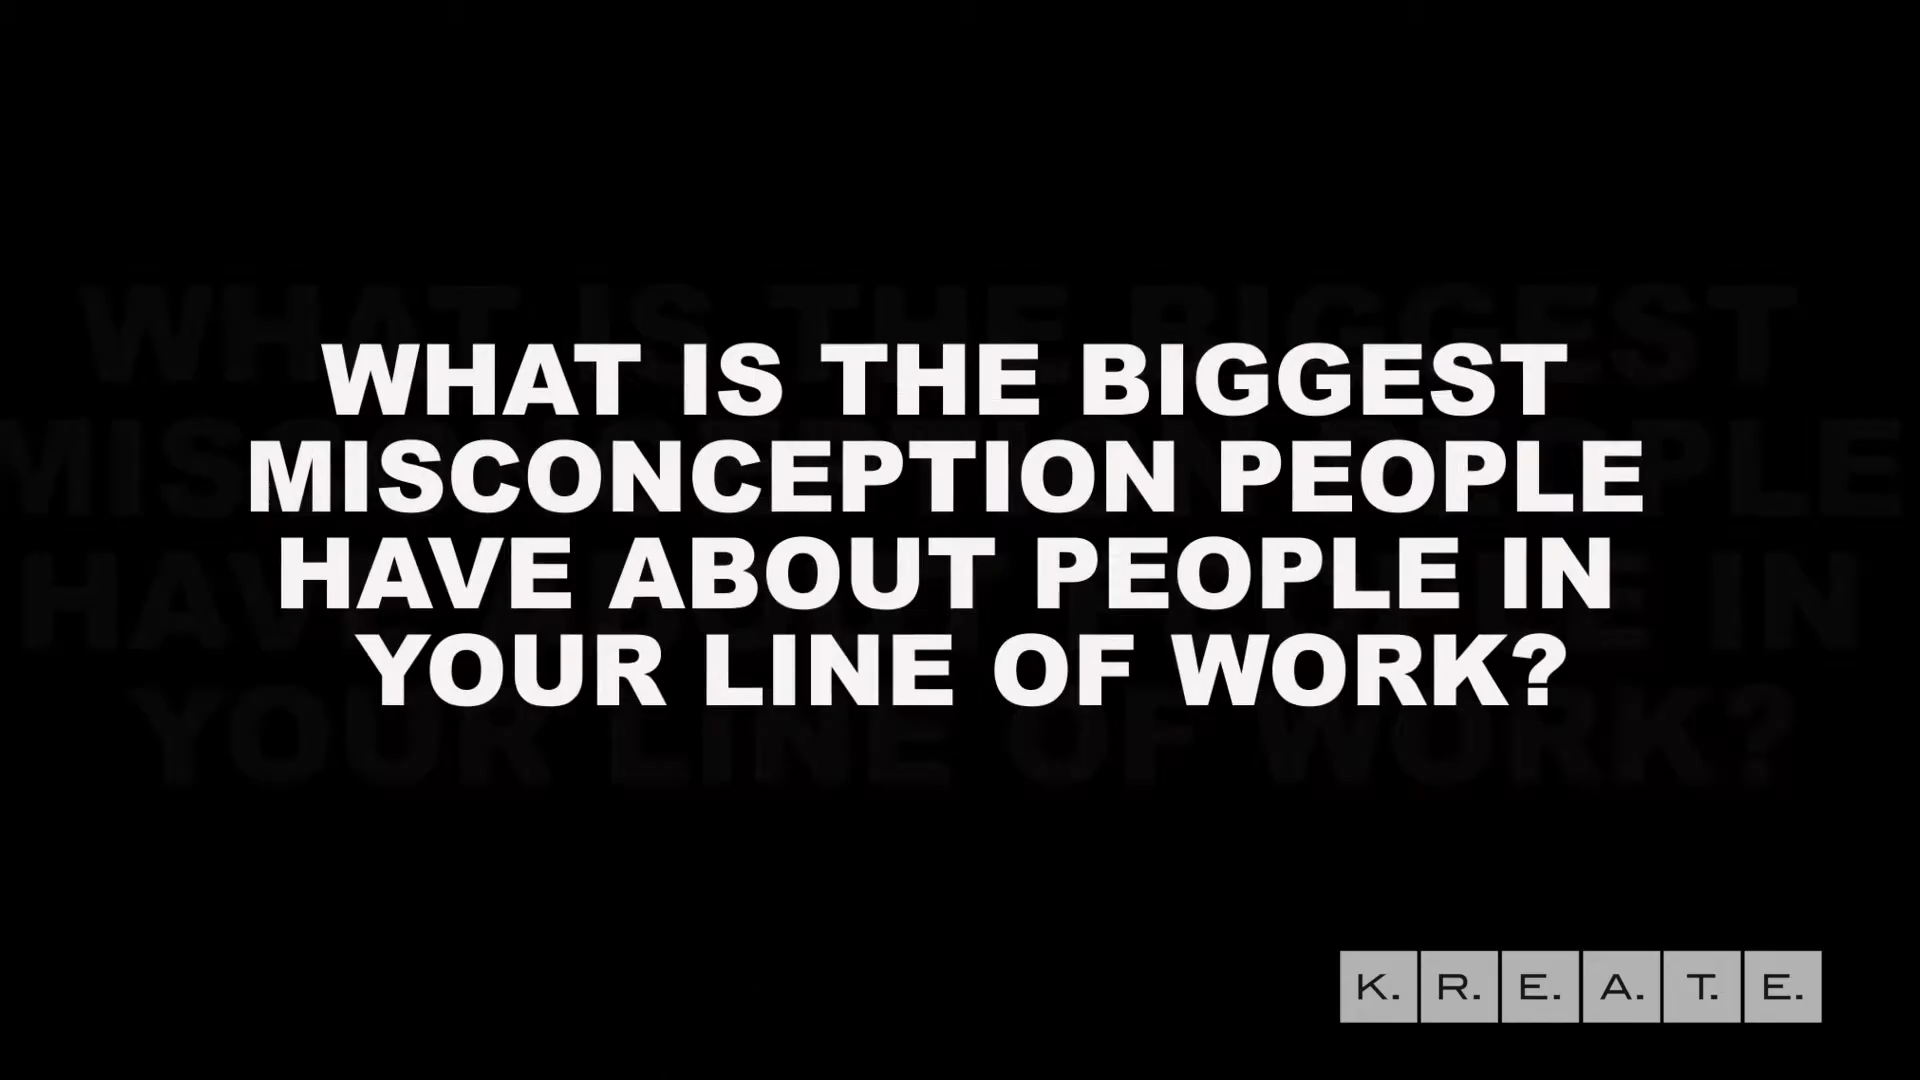 WHAT IS THE BIGGEST
MISCONCEPTION PEOPLE
HAVE ABOUT PEOPLE IN
YOUR LINE OF WORK?
K.R.E.A.T.E.